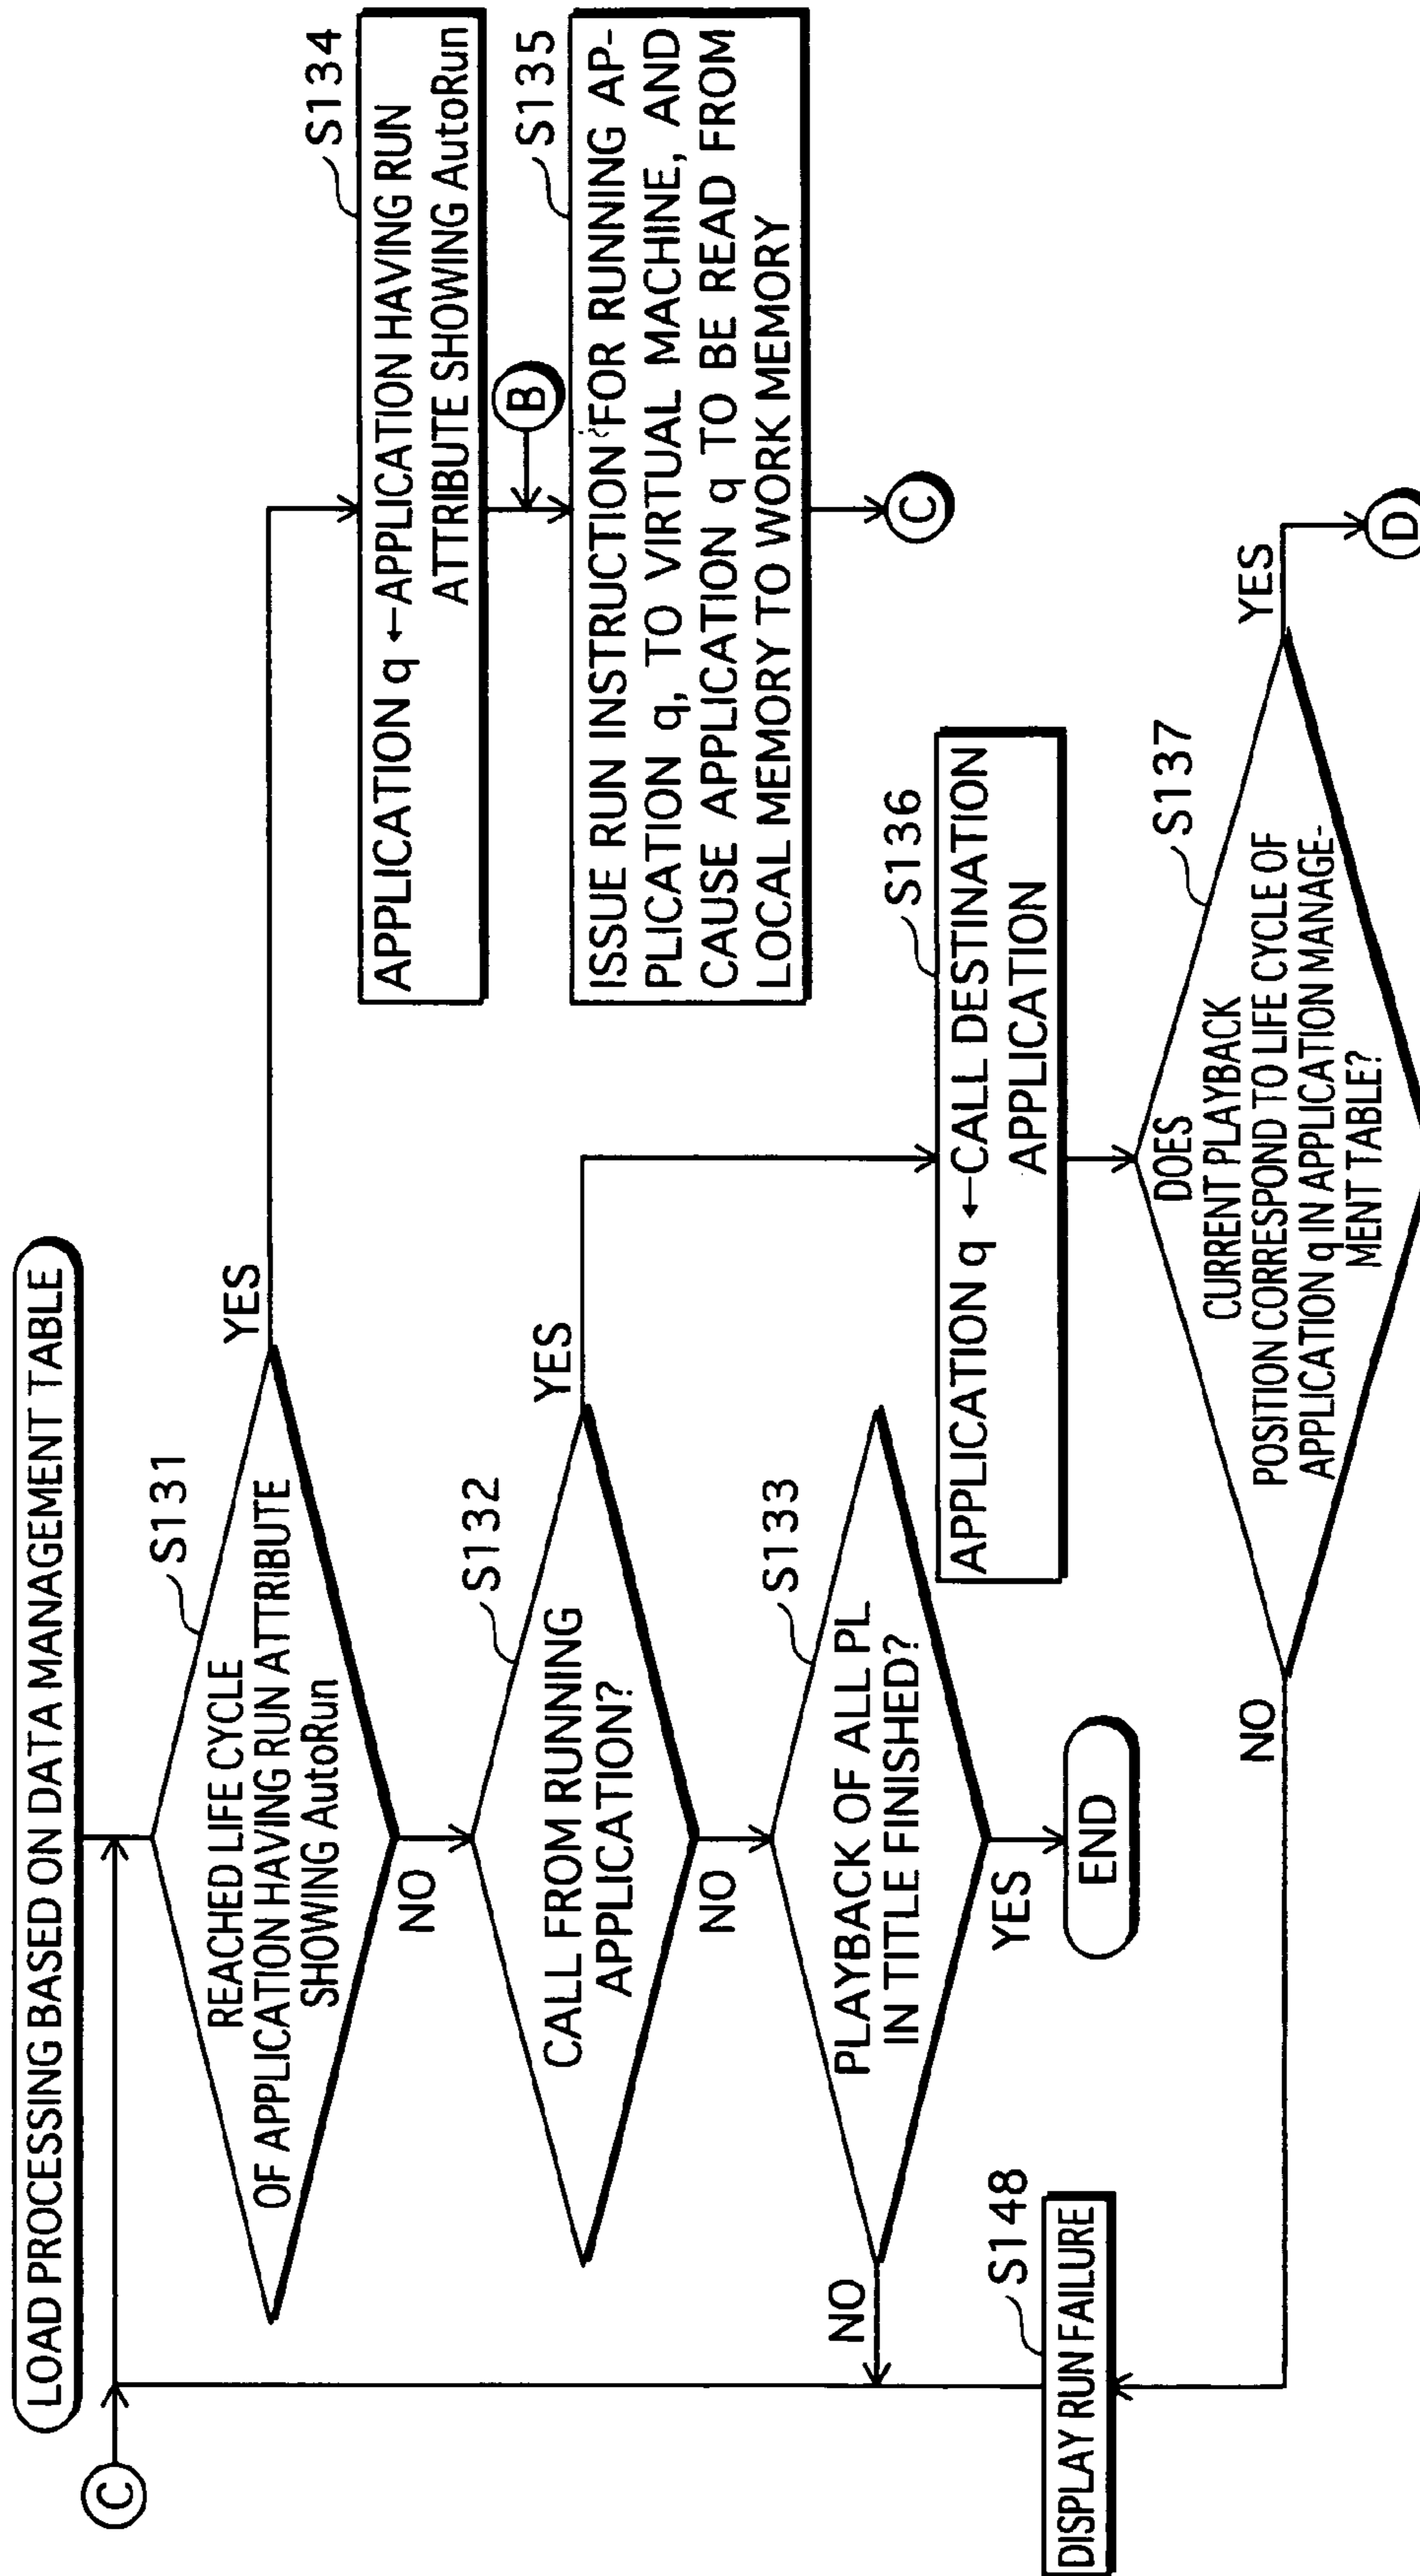 LOAD PROCESSING BASED ON DATA MANAGEMENT TABLE
C
S131
REACHED LIFE CYCLE
OF APPLICATION HAVING RUN ATTRIBUTE
SHOWING AutoRun
YES
NO
S132
CALL FROM RUNNING
APPLICATION?
YES
NO
S133
PLAYBACK OF ALL PL
IN TITLE FINISHED?
NO
YES
END
S134
APPLICATION q ←APPLICATION HAVING RUN
ATTRIBUTE SHOWING AutoRun
B
S135
ISSUE RUN INSTRUCTION FOR RUNNING AP-
PLICATION q, TO VIRTUAL MACHINE, AND
CAUSE APPLICATION q TO BE READ FROM
LOCAL MEMORY TO WORK MEMORY
C
S136
APPLICATION q ←CALL DESTINATION
APPLICATION
S137
DOES
CURRENT PLAYBACK
POSITION CORRESPOND TO LIFE CYCLE OF
APPLICATION q IN APPLICATION MANAGE-
MENT TABLE?
YES
D
NO
S148
DISPLAY RUN FAILURE